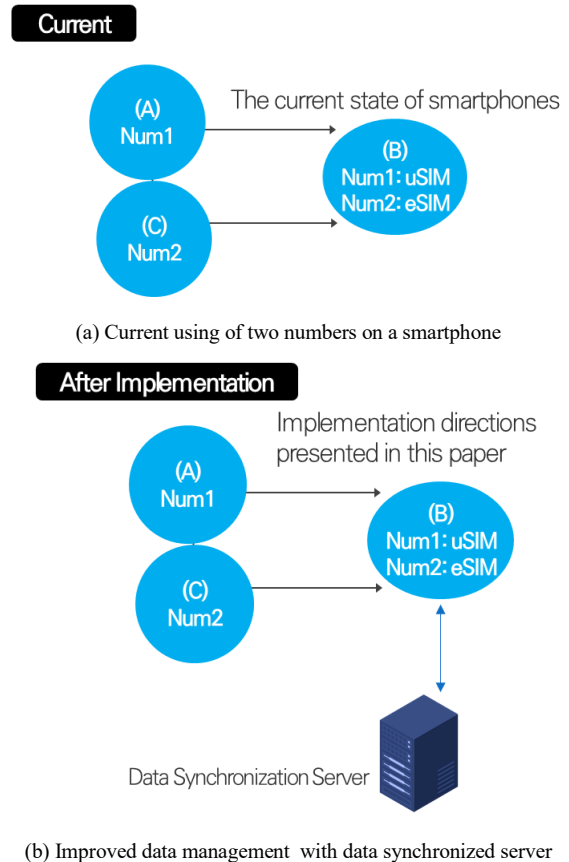 Current
The current state of smartphones
(A)
Num1
(B)
Num1: uSIM
Num2: eSIM
(C)
Num2
(a) Current using of two numbers on a smartphone
After Implementation
Implementation directions
presented in this paper
(A)
Num1
(B)
Num1: uSIM
Num2: eSIM
(C)
Num2
Data Synchronization Server
(b) Improved data management with data synchronized server